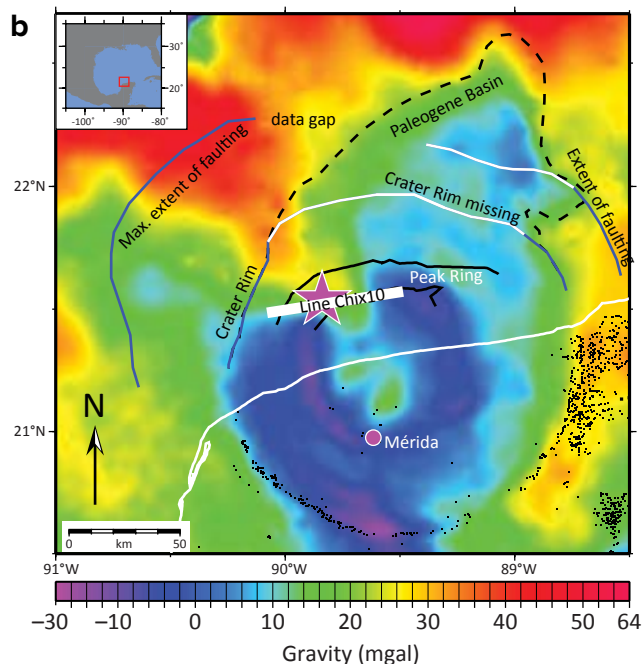 b
30°
20°
-100°
-90°
-80°
data gap
Paleogene Basin
Max. extent of faulting
22°N
Crater Rim missing
Extent of faulting
Crater Rim
Peak Ring
Line Chix10
N
21°N
Mérida
0
50
km
91°W
90°W
89°W
−30
−10
0
10
20
30
40
50
64
Gravity (mgal)